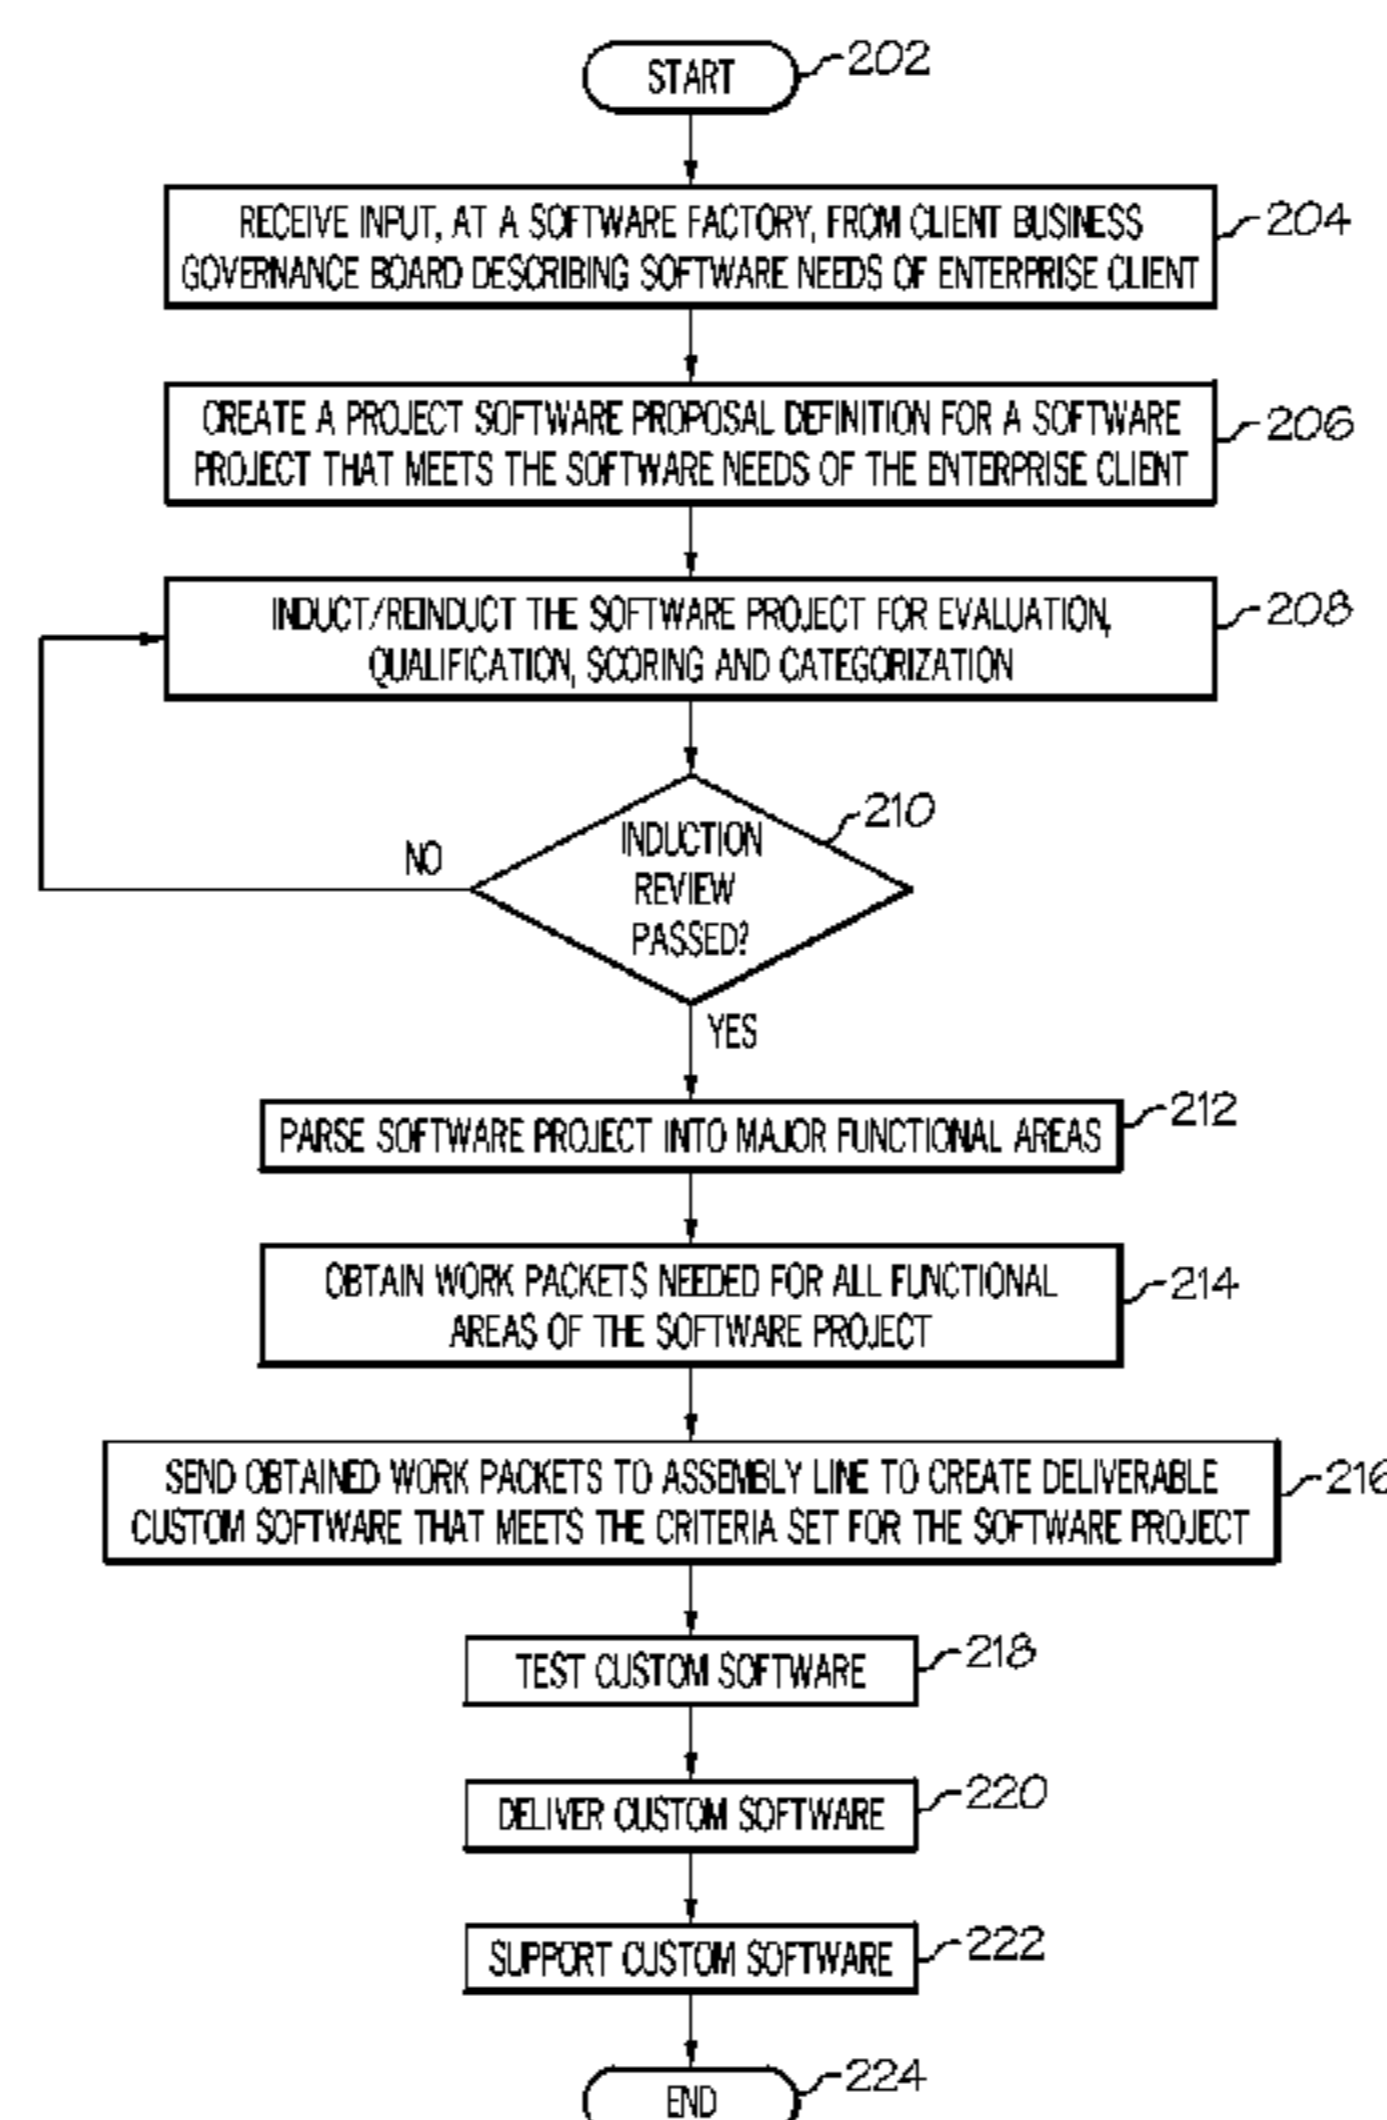 START
202
RECEIVE INPUT, AT A SOFTWARE FACTORY, FROM CLIENT BUSINESS
GOVERNANCE BOARD DESCRIBING SOFTWARE NEEDS OF ENTERPRISE CLIENT
204
CREATE A PROJECT SOFTWARE PROPOSAL DEFINITION FOR A SOFTWARE
PROJECT THAT MEETS THE SOFTWARE NEEDS OF THE ENTERPRISE CLIENT
206
INDUCT/REINDUCT THE SOFTWARE PROJECT FOR EVALUATION,
QUALIFICATION, SCORING AND CATEGORIZATION
208
INDUCTION
REVIEW
PASSED?
210
NO
YES
PARSE SOFTWARE PROJECT INTO MAJOR FUNCTIONAL AREAS
212
OBTAIN WORK PACKETS NEEDED FOR ALL FUNCTIONAL
AREAS OF THE SOFTWARE PROJECT
214
SEND OBTAINED WORK PACKETS TO ASSEMBLY LINE TO CREATE DELIVERABLE
CUSTOM SOFTWARE THAT MEETS THE CRITERIA SET FOR THE SOFTWARE PROJECT
216
TEST CUSTOM SOFTWARE
218
DELIVER CUSTOM SOFTWARE
220
SUPPORT CUSTOM SOFTWARE
222
END
224